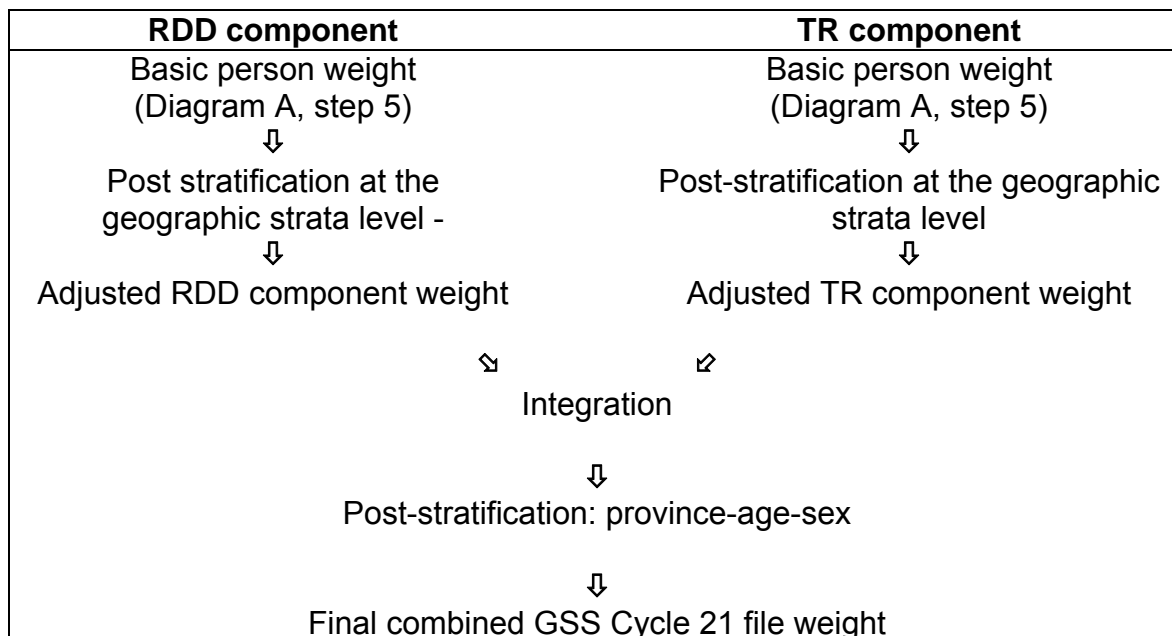 RDD component
TR component
Basic person weight
(Diagram A, step 5)
Basic person weight
(Diagram A, step 5)
⇩
⇩
Post stratification at the
geographic strata level -
Post-stratification at the geographic
strata level
⇩
⇩
Adjusted RDD component weight
Adjusted TR component weight
Integration
Post-stratification: province-age-sex
Final combined GSS Cycle 21 file weight